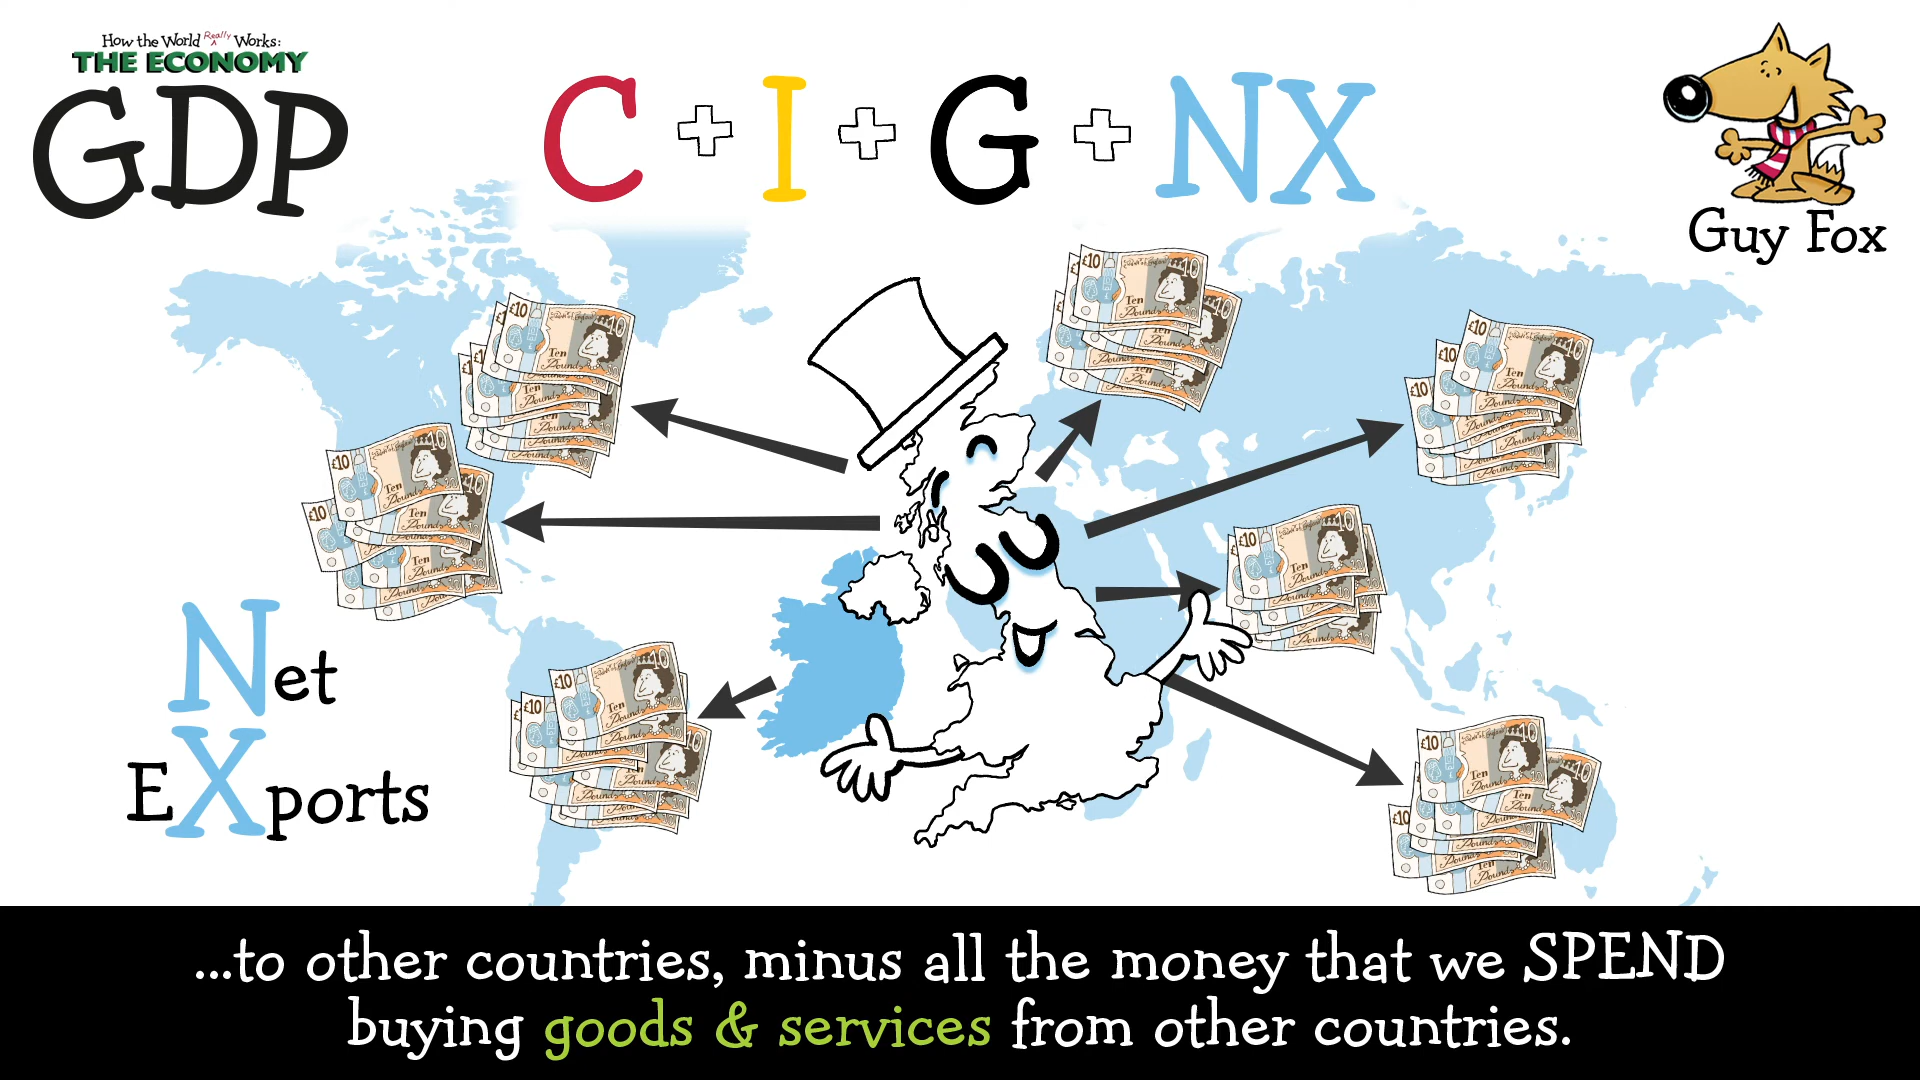 How the World Really Works:
THE ECONOMY
GDP
C + I + G + NX
Guy Fox
Net
EXports
...to other countries, minus all the money that we SPEND
buying goods & services from other countries.